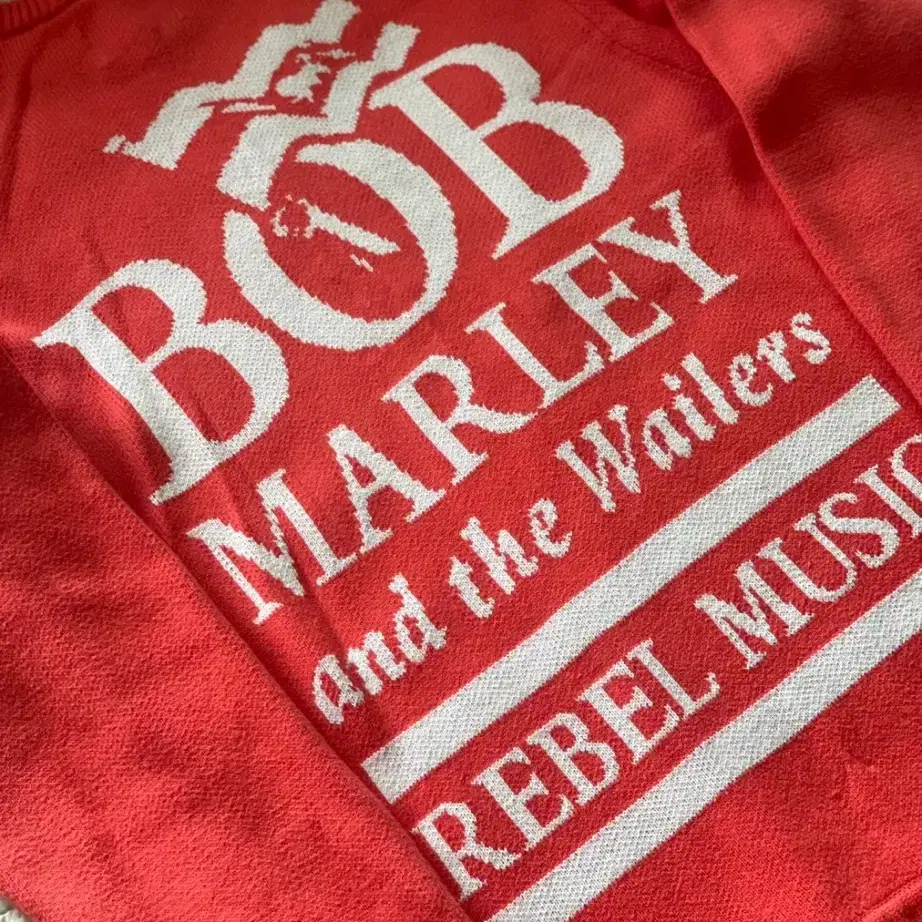 BOB
MARLEY
and the Wailers
REBEL MUSIC